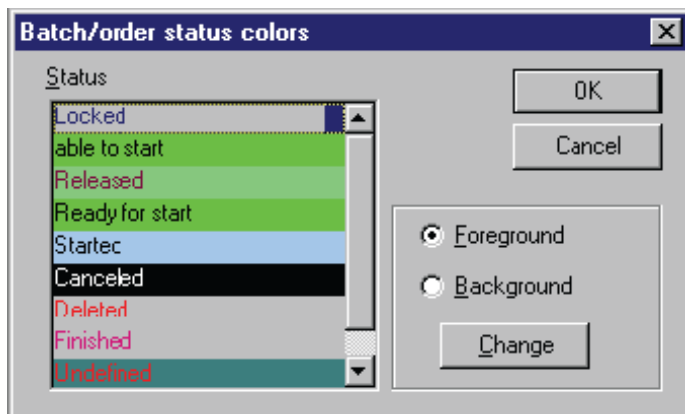 Batch/order status colors
Status
Locked
able to start
Released
Ready for start
Startec
Canceled
Deleted
Finished
Undefined
OK
Cancel
Foreground
Background
Change